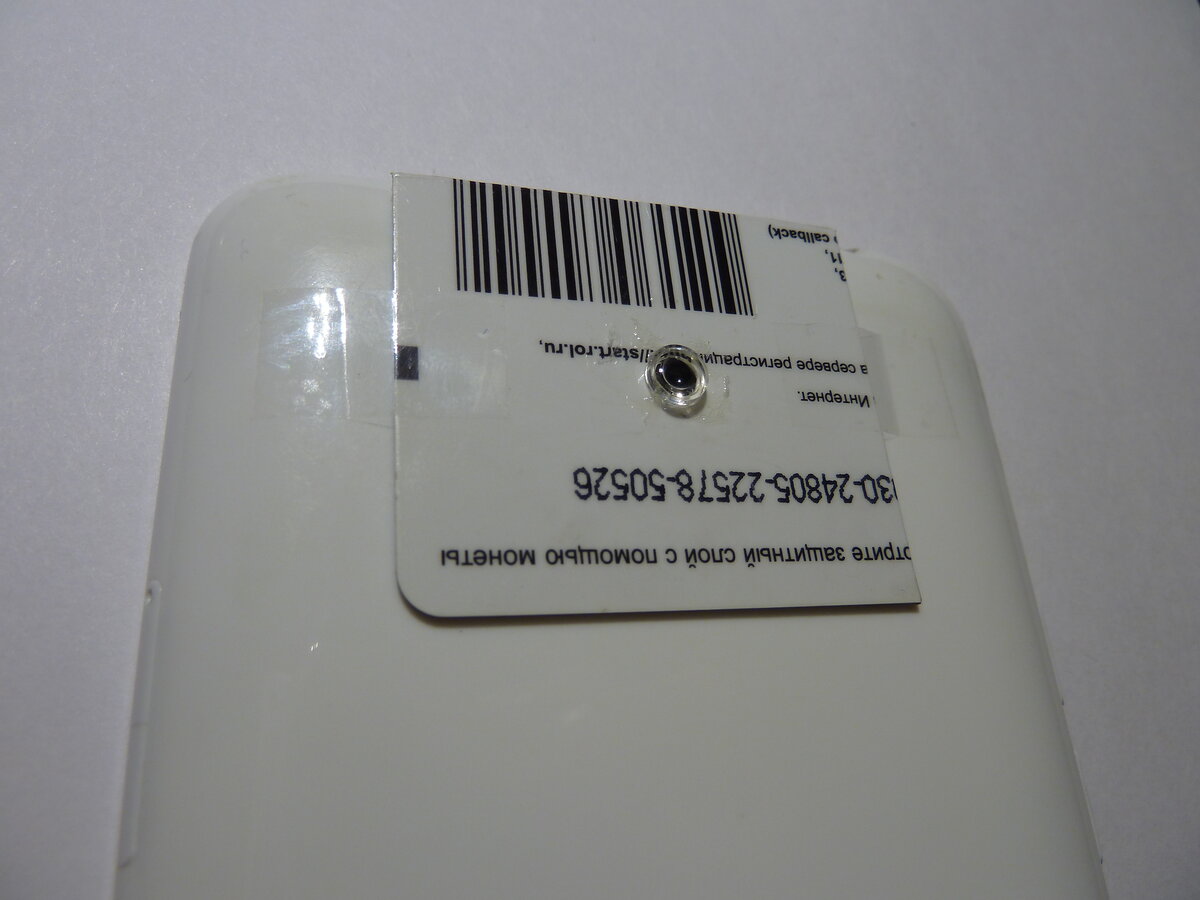 отрите защитный слой с помощью монеты
30-24805-22578-50526
Интернет.
а сервере регистрации //start.rol.ru,
3,
11,
callback)